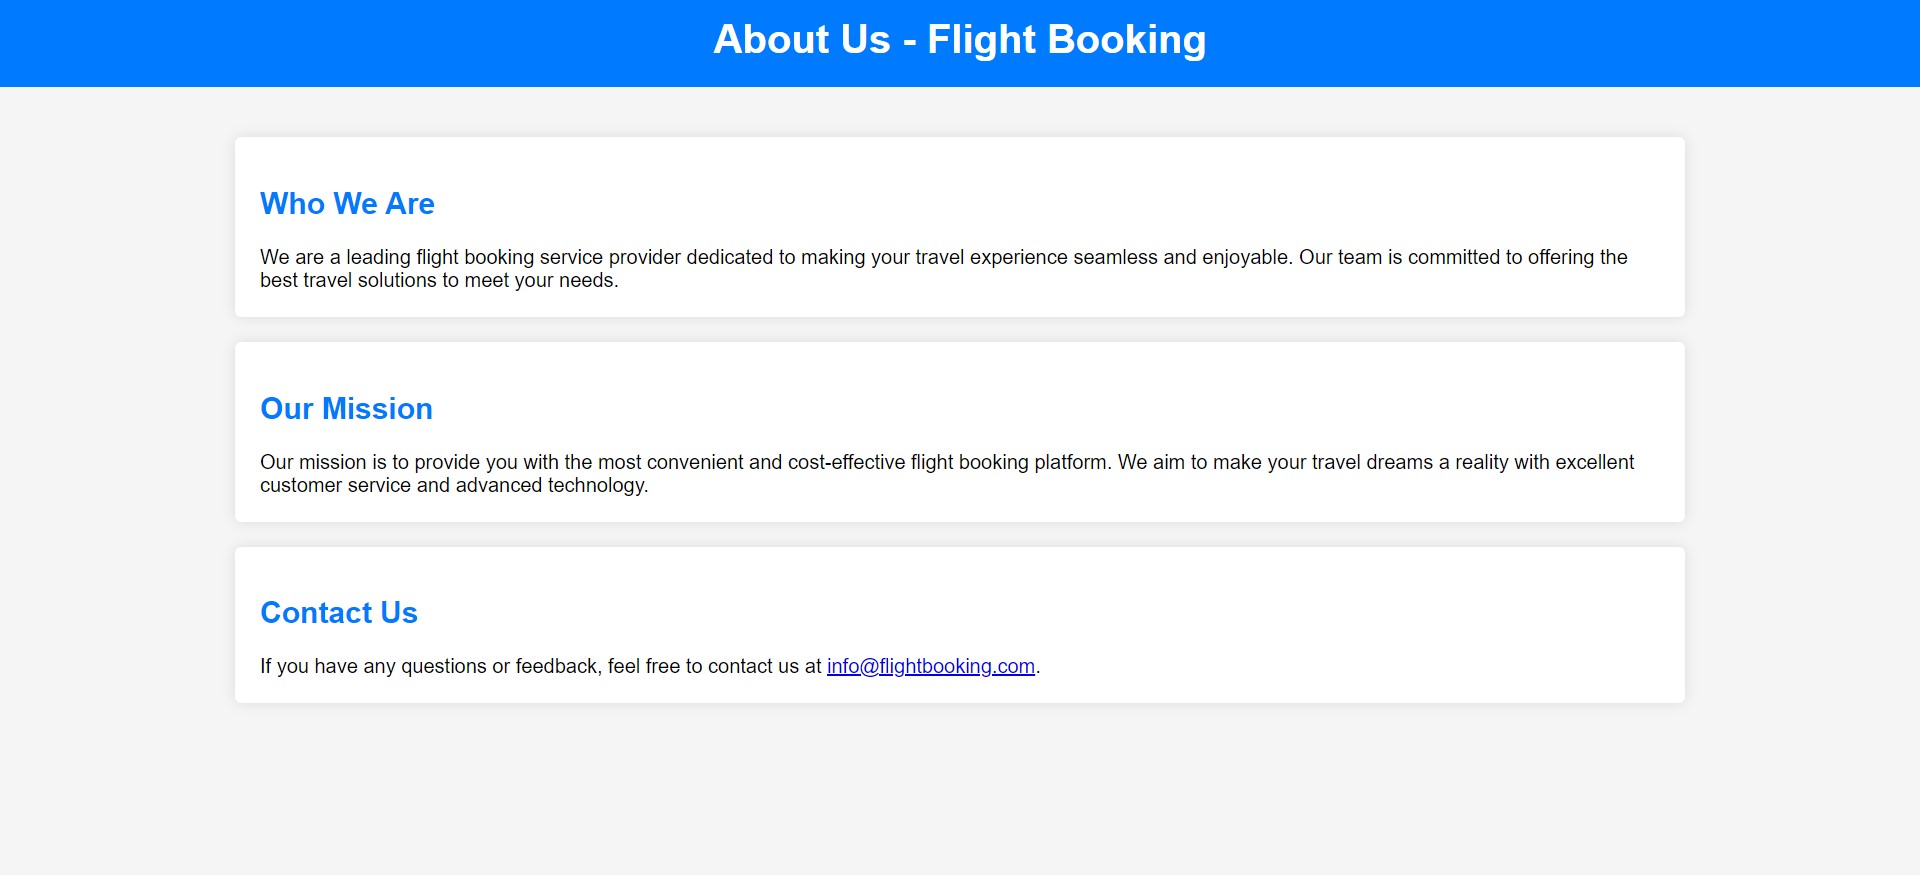 About Us - Flight Booking
Who We Are
We are a leading flight booking service provider dedicated to making your travel experience seamless and enjoyable. Our team is committed to offering the
best travel solutions to meet your needs.
Our Mission
Our mission is to provide you with the most convenient and cost-effective flight booking platform. We aim to make your travel dreams a reality with excellent
customer service and advanced technology.
Contact Us
If you have any questions or feedback, feel free to contact us at info@flightbooking.com.